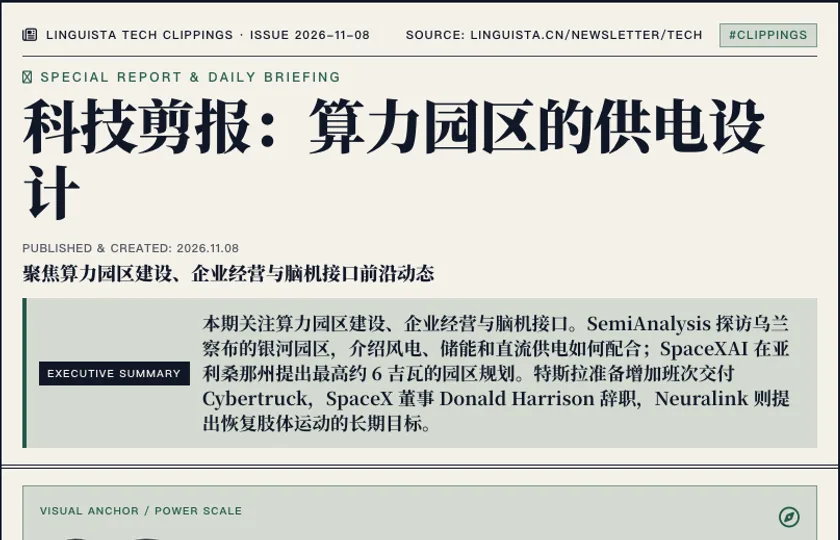 LINGUISTA TECH CLIPPINGS · ISSUE 2026-11-08
SOURCE: LINGUISTA.CN/NEWSLETTER/TECH
#CLIPPINGS
SPECIAL REPORT & DAILY BRIEFING
科技剪报：算力园区的供电设
计
PUBLISHED & CREATED: 2026.11.08
聚焦算力园区建设、企业经营与脑机接口前沿动态
EXECUTIVE SUMMARY
本期关注算力园区建设、企业经营与脑机接口。SemiAnalysis 探访乌兰
察布的银河园区，介绍风电、储能和直流供电如何配合；SpaceXAI 在亚
利桑那州提出最高约 6 吉瓦的园区规划。特斯拉准备增加班次交付
Cybertruck，SpaceX 董事 Donald Harrison 辞职，Neuralink 则提
出恢复肢体运动的长期目标。
VISUAL ANCHOR / POWER SCALE